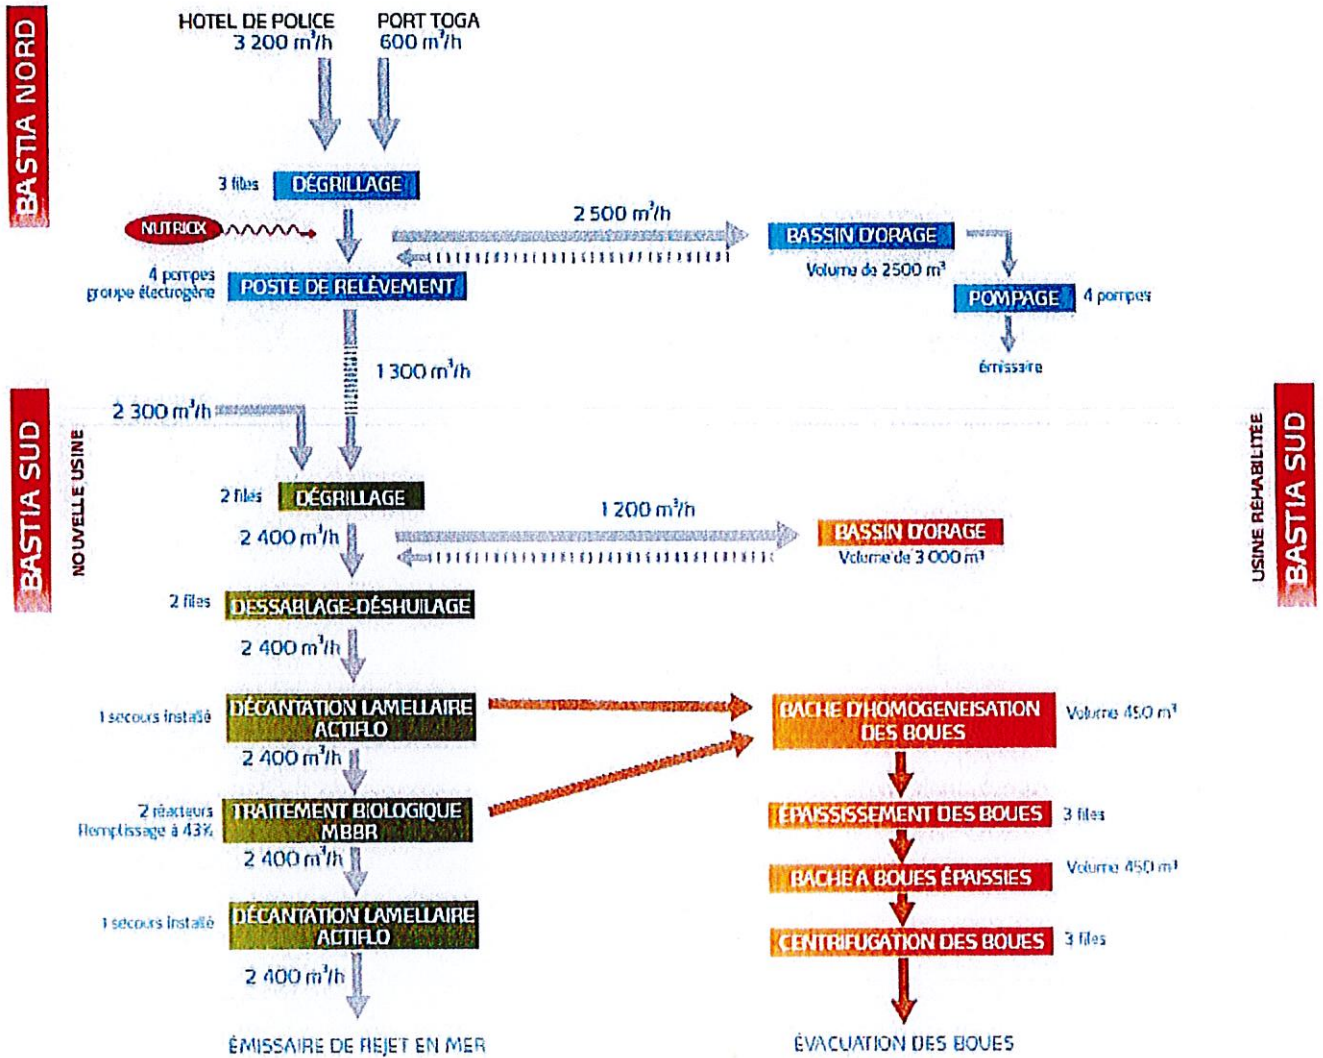 BASTIA NORD
HOTEL DE POLICE
3 200 m³/h
PORT TOGA
600 m³/h
3 files
DÉGRILLAGE
NUTRIOX
2 500 m³/h
BASSIN D'ORAGE
Volume de 2500 m³
4 pompes
groupe électrogène
POSTE DE RELÈVEMENT
POMPAGE
4 pompes
émissaire
1 300 m³/h
BASTIA SUD
NOUVELLE USINE
2 300 m³/h
USINE RÉHABILITÉE
BASTIA SUD
2 files
DÉGRILLAGE
2 400 m³/h
1 200 m³/h
BASSIN D'ORAGE
Volume de 3 000 m³
2 files
DESSABLAGE-DÉSHUILAGE
2 400 m³/h
1 secours installé
DÉCANTATION LAMELLAIRE
ACTIFLO
2 400 m³/h
BACHE D'HOMOGENEISATION
DES BOUES
Volume 450 m³
2 réacteurs
Remplissage à 43%
TRAITEMENT BIOLOGIQUE
MBBR
2 400 m³/h
ÉPAISSISSEMENT DES BOUES
3 files
BACHE A BOUES ÉPAISSIES
Volume 450 m³
1 secours installé
DÉCANTATION LAMELLAIRE
ACTIFLO
2 400 m³/h
CENTRIFUGATION DES BOUES
3 files
ÉMISSAIRE DE REJET EN MER
ÉVACUATION DES BOUES